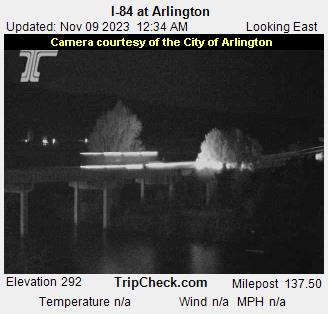 I-84 at Arlington
Updated: Nov 09 2023 12:34 AM Looking East
Camera courtesy of the City of Arlington
Elevation 292 TripCheck.com Milepost 137.50
Temperature n/a Wind n/a MPH n/a